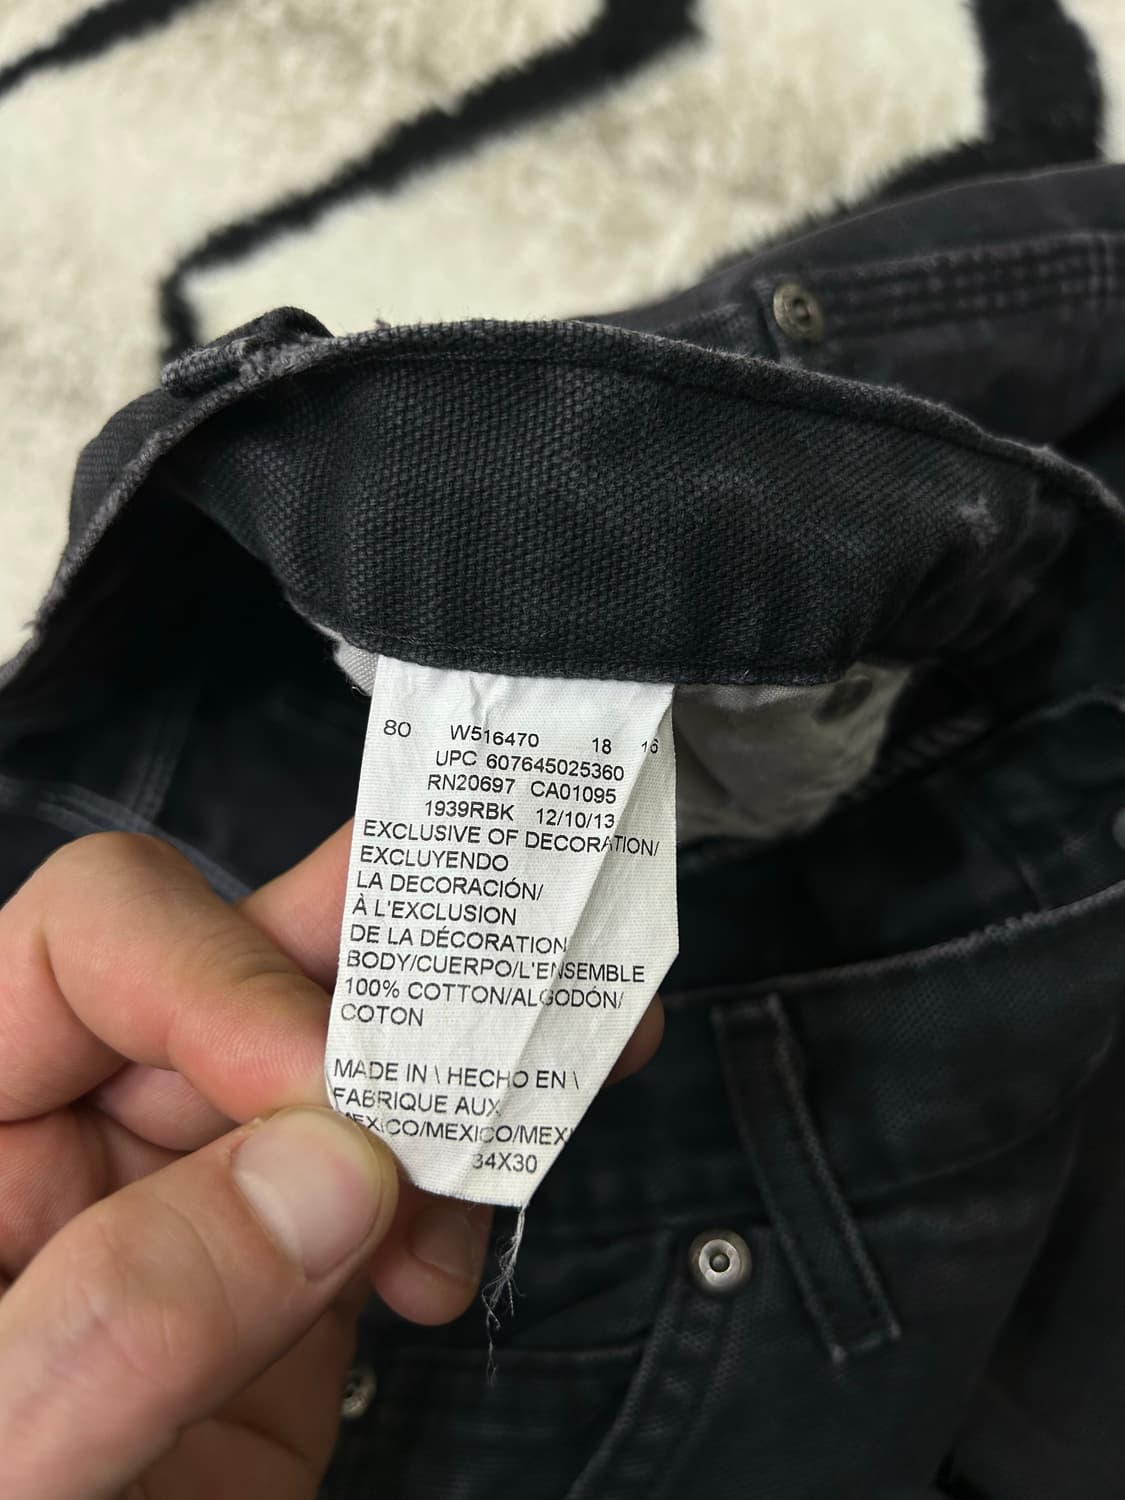 80 W516470 18 16
UPC 607645025360
RN20697 CA01095
1939RBK 12/10/13
EXCLUSIVE OF DECORATION/
EXCLUYENDO
LA DECORACIÓN/
À L'EXCLUSION
DE LA DÉCORATION
BODY/CUERPO/L'ENSEMBLE
100% COTTON/ALGODÓN/
COTON
MADE IN \ HECHO EN \
FABRIQUE AUX
MEXICO/MEXICO/MEXI
34X30